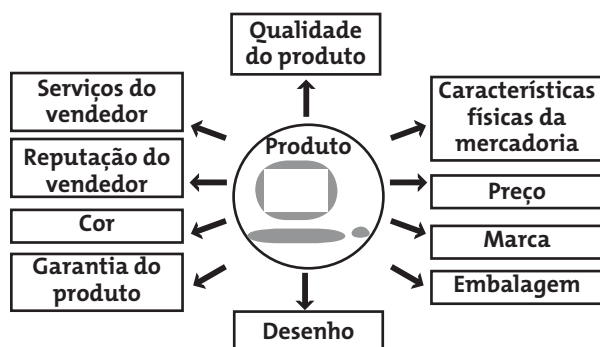 Qualidade
do produto
Serviços do
vendedor
Reputação do
vendedor
Cor
Garantia do
produto
Produto
Características
físicas da
mercadoria
Preço
Marca
Embalagem
Desenho